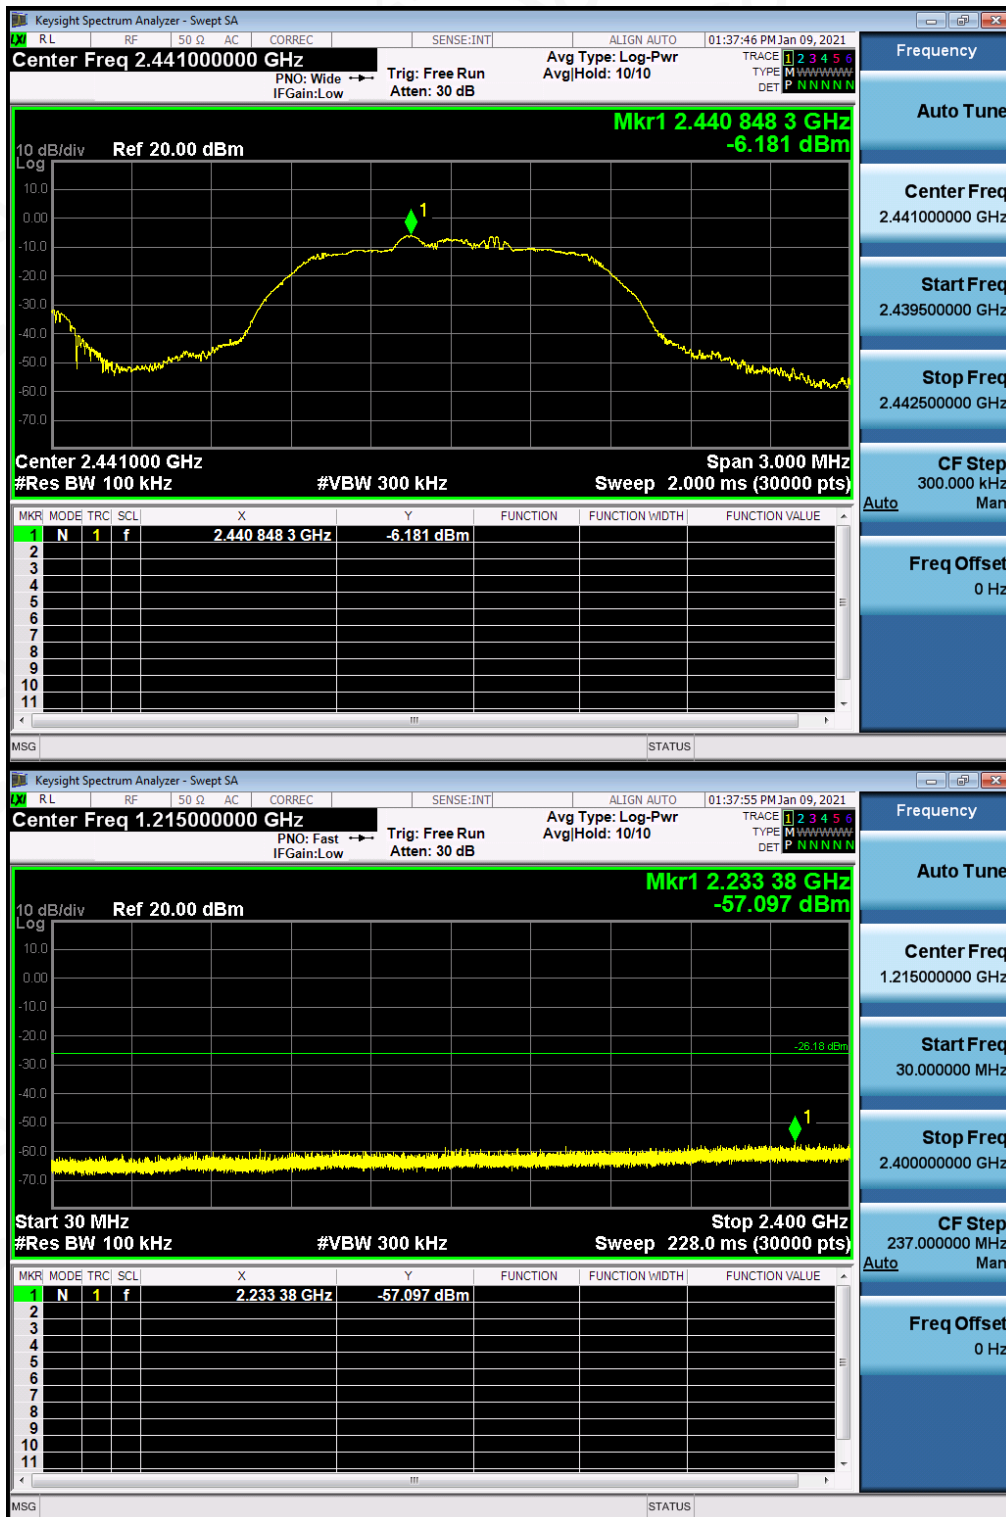 Keysight Spectrum Analyzer - Swept SA
LXI RL RF 50 Ω AC CORREC SENSE:INT ALIGN AUTO 01:37:46 PM Jan 09, 2021
Center Freq 2.441000000 GHz
PNO: Wide
IFGain:Low
Trig: Free Run
Atten: 30 dB
Avg Type: Log-Pwr
Avg|Hold: 10/10
TRACE 1 2 3 4 5 6
TYPE M WWWWW
DET P N N N N N
Mkr1 2.440 848 3 GHz
-6.181 dBm
10 dB/div Ref 20.00 dBm
Log
10.0
0.00
-10.0
-20.0
-30.0
-40.0
-50.0
-60.0
-70.0
1
Center 2.441000 GHz Span 3.000 MHz
#Res BW 100 kHz #VBW 300 kHz Sweep 2.000 ms (30000 pts)
MKR MODE TRC SCL X Y FUNCTION FUNCTION WIDTH FUNCTION VALUE
1 N 1 f 2.440 848 3 GHz -6.181 dBm
2
3
4
5
6
7
8
9
10
11
MSG STATUS
Frequency
Auto Tune
Center Freq
2.441000000 GHz
Start Freq
2.439500000 GHz
Stop Freq
2.442500000 GHz
CF Step
300.000 kHz
Auto Man
Freq Offset
0 Hz
Keysight Spectrum Analyzer - Swept SA
LXI RL RF 50 Ω AC CORREC SENSE:INT ALIGN AUTO 01:37:55 PM Jan 09, 2021
Center Freq 1.215000000 GHz
PNO: Fast
IFGain:Low
Trig: Free Run
Atten: 30 dB
Avg Type: Log-Pwr
Avg|Hold: 10/10
TRACE 1 2 3 4 5 6
TYPE M WWWWW
DET P N N N N N
Mkr1 2.233 38 GHz
-57.097 dBm
10 dB/div Ref 20.00 dBm
Log
10.0
0.00
-10.0
-20.0
-30.0
-40.0
-50.0
-60.0
-70.0
-26.18 dBm
1
Start 30 MHz Stop 2.400 GHz
#Res BW 100 kHz #VBW 300 kHz Sweep 228.0 ms (30000 pts)
MKR MODE TRC SCL X Y FUNCTION FUNCTION WIDTH FUNCTION VALUE
1 N 1 f 2.233 38 GHz -57.097 dBm
2
3
4
5
6
7
8
9
10
11
MSG STATUS
Frequency
Auto Tune
Center Freq
1.215000000 GHz
Start Freq
30.000000 MHz
Stop Freq
2.400000000 GHz
CF Step
237.000000 MHz
Auto Man
Freq Offset
0 Hz